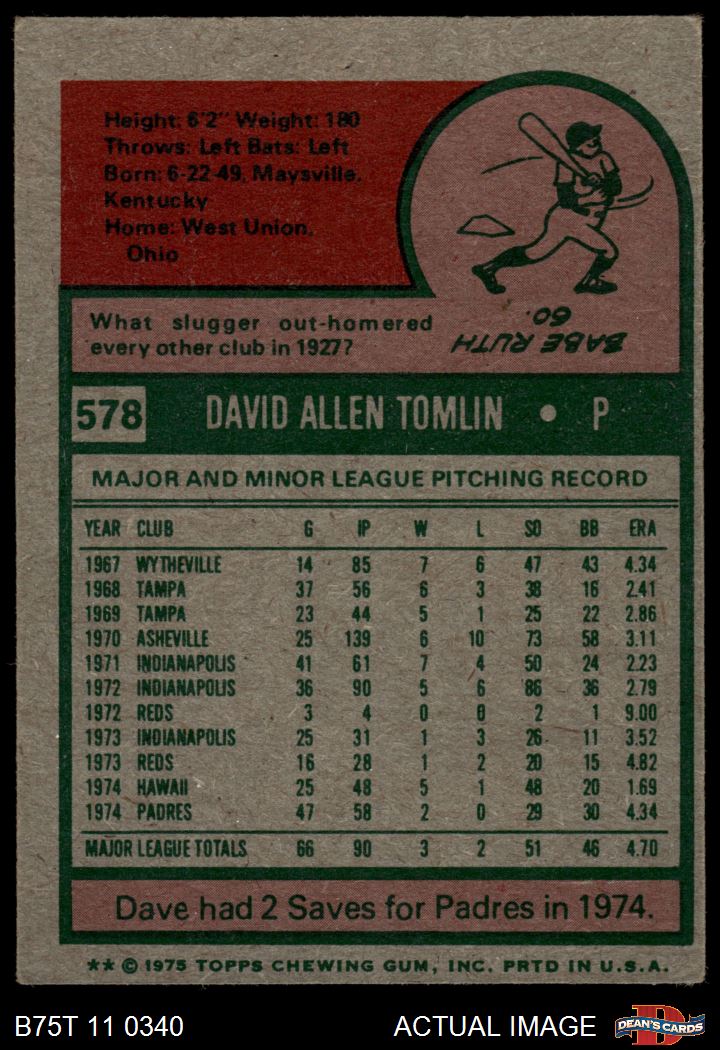 Height: 6'2" Weight: 180
Throws: Left Bats: Left
Born: 6-22-49, Maysville,
Kentucky
Home: West Union,
Ohio
What slugger out-homered
every other club in 1927?
BABE RUTH
60.
578 DAVID ALLEN TOMLIN • P
MAJOR AND MINOR LEAGUE PITCHING RECORD
YEAR CLUB G IP W L SO BB ERA
1967 WYTHEVILLE 14 85 7 6 47 43 4.34
1968 TAMPA 37 56 6 3 38 16 2.41
1969 TAMPA 23 44 5 1 25 22 2.86
1970 ASHEVILLE 25 139 6 10 73 58 3.11
1971 INDIANAPOLIS 41 61 7 4 50 24 2.23
1972 INDIANAPOLIS 36 90 5 6 86 36 2.79
1972 REDS 3 4 0 0 2 1 9.00
1973 INDIANAPOLIS 25 31 1 3 26 11 3.52
1973 REDS 16 28 1 2 20 15 4.82
1974 HAWAII 25 48 5 1 48 20 1.69
1974 PADRES 47 58 2 0 29 30 4.34
MAJOR LEAGUE TOTALS 66 90 3 2 51 46 4.70
Dave had 2 Saves for Padres in 1974.
** © 1975 TOPPS CHEWING GUM, INC. PRTD IN U.S.A.
B75T 11 0340 ACTUAL IMAGE DEAN'S CARDS